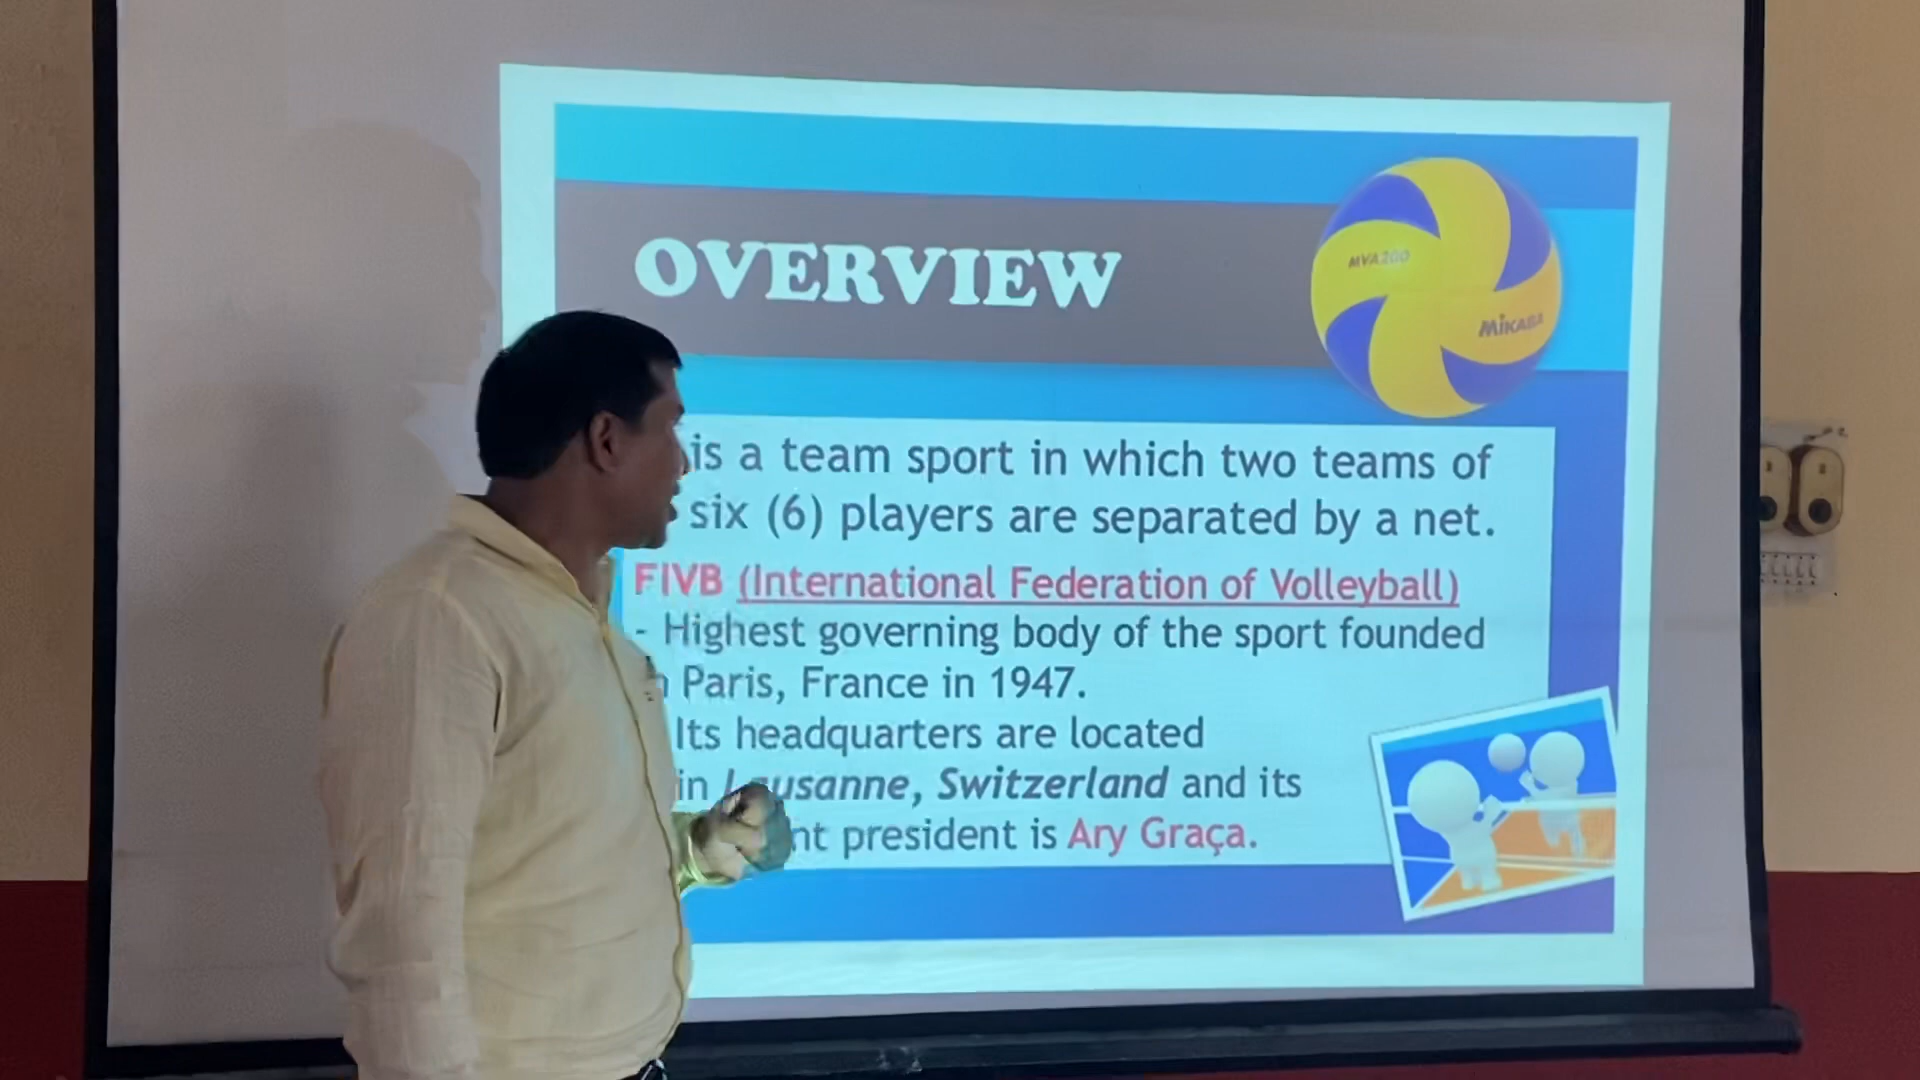 OVERVIEW
MVA200
MIKASA
is a team sport in which two teams of
six (6) players are separated by a net.
FIVB (International Federation of Volleyball)
- Highest governing body of the sport founded
Paris, France in 1947.
Its headquarters are located
in Lausanne, Switzerland and its
president is Ary Graça.